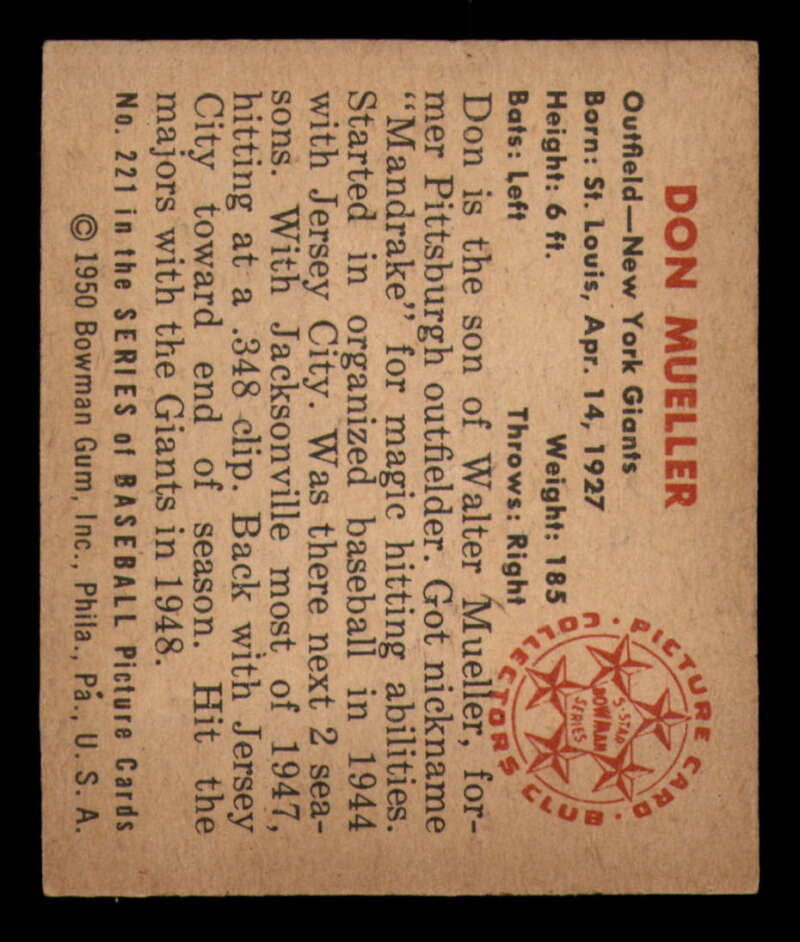 DON MUELLER
Outfield—New York Giants
Born: St. Louis, Apr. 14, 1927
Height: 6 ft. Weight: 185
Bats: Left Throws: Right
PICTURE CARD • COLLECTORS CLUB •
5-STAR
BOWMAN
SERIES
Don is the son of Walter Mueller, for-
mer Pittsburgh outfielder. Got nickname
“Mandrake” for magic hitting abilities.
Started in organized baseball in 1944
with Jersey City. Was there next 2 sea-
sons. With Jacksonville most of 1947,
hitting at a .348 clip. Back with Jersey
City toward end of season. Hit the
majors with the Giants in 1948.
No. 221 in the SERIES of BASEBALL Picture Cards
© 1950 Bowman Gum, Inc., Phila., Pa., U. S. A.